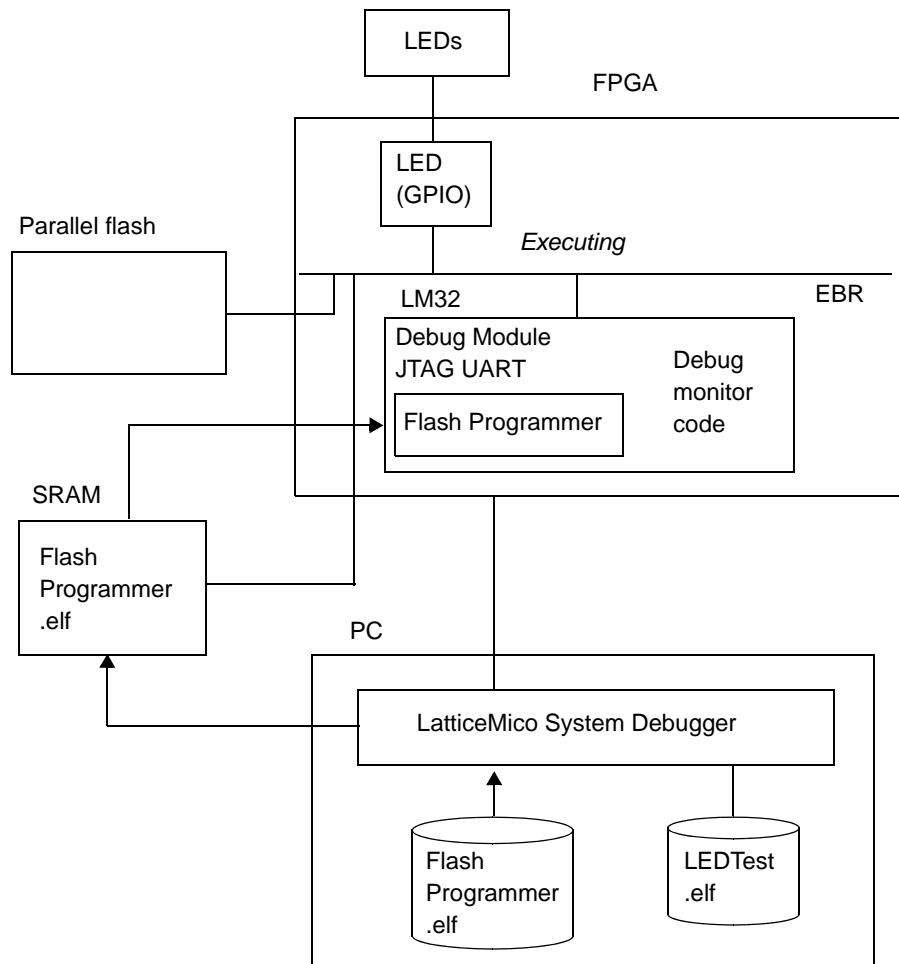 LEDs
FPGA
LED
(GPIO)
Parallel flash
Executing
LM32
EBR
Debug Module
JTAG UART
Debug
monitor
code
Flash Programmer
SRAM
Flash
Programmer
.elf
PC
LatticeMico System Debugger
Flash
Programmer
.elf
LEDTest
.elf